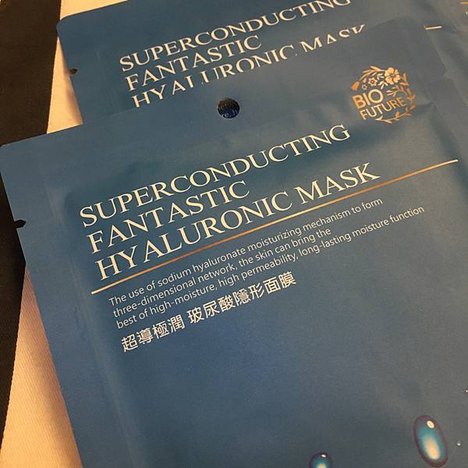 SUPERCONDUCTING
FANTASTIC
HYALURONIC MASK
BIO
FUTURE
SUPERCONDUCTING
FANTASTIC
HYALURONIC MASK
The use of sodium hyaluronate moisturizing mechanism to form
three-dimensional network, the skin can bring the
best of high-moisture, high permeability, long-lasting moisture function
超導極潤 玻尿酸隱形面膜